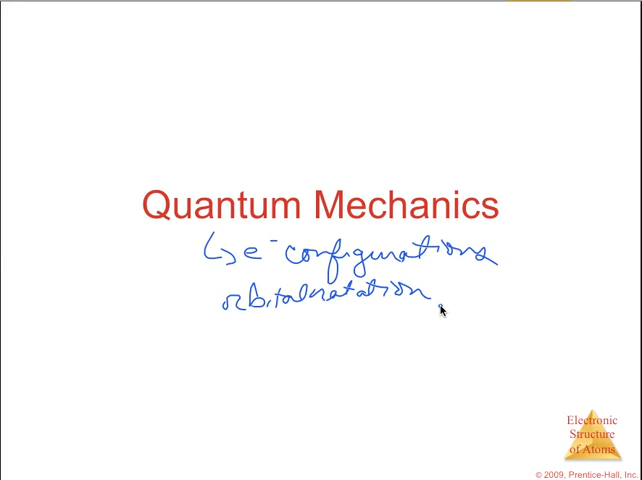 Quantum Mechanics
↳ e⁻ configurations
orbital notation
Electronic
Structure
of Atoms
© 2009, Prentice-Hall, Inc.